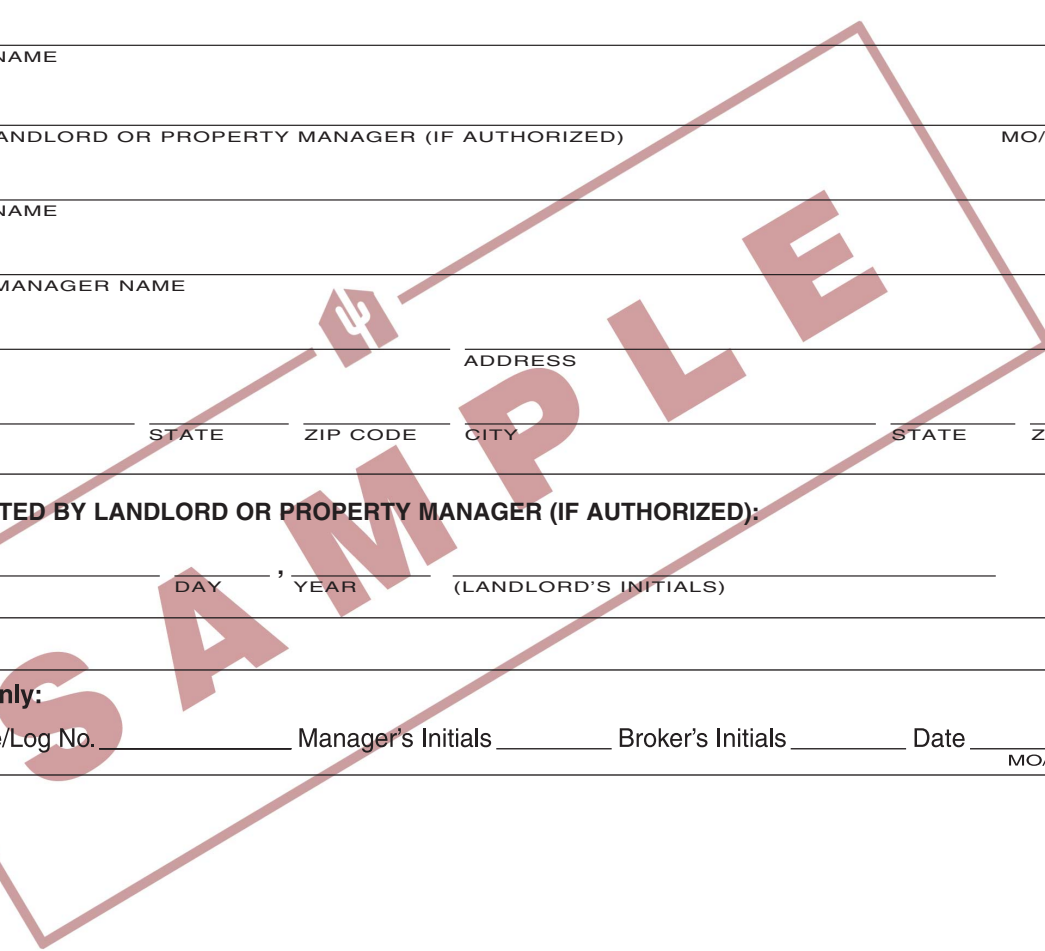 NAME
ANDLORD OR PROPERTY MANAGER (IF AUTHORIZED) MO/
NAME
MANAGER NAME
ADDRESS
STATE ZIP CODE CITY STATE Z
TED BY LANDLORD OR PROPERTY MANAGER (IF AUTHORIZED):
DAY , YEAR (LANDLORD'S INITIALS)
nly:
e/Log No. Manager's Initials Broker's Initials Date
MO/
SAMPLE